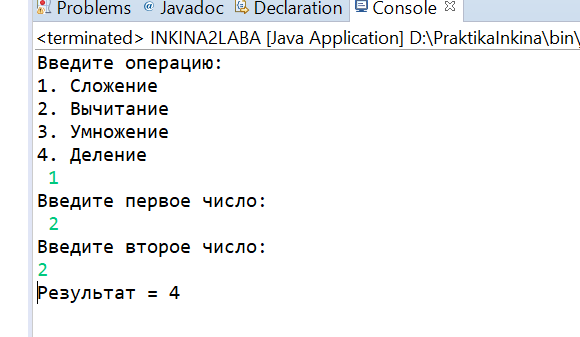 Problems @ Javadoc Declaration Console
<terminated> INKINA2LABA [Java Application] D:\PraktikaInkina\bin\
Введите операцию:
1. Сложение
2. Вычитание
3. Умножение
4. Деление
1
Введите первое число:
2
Введите второе число:
2
Результат = 4